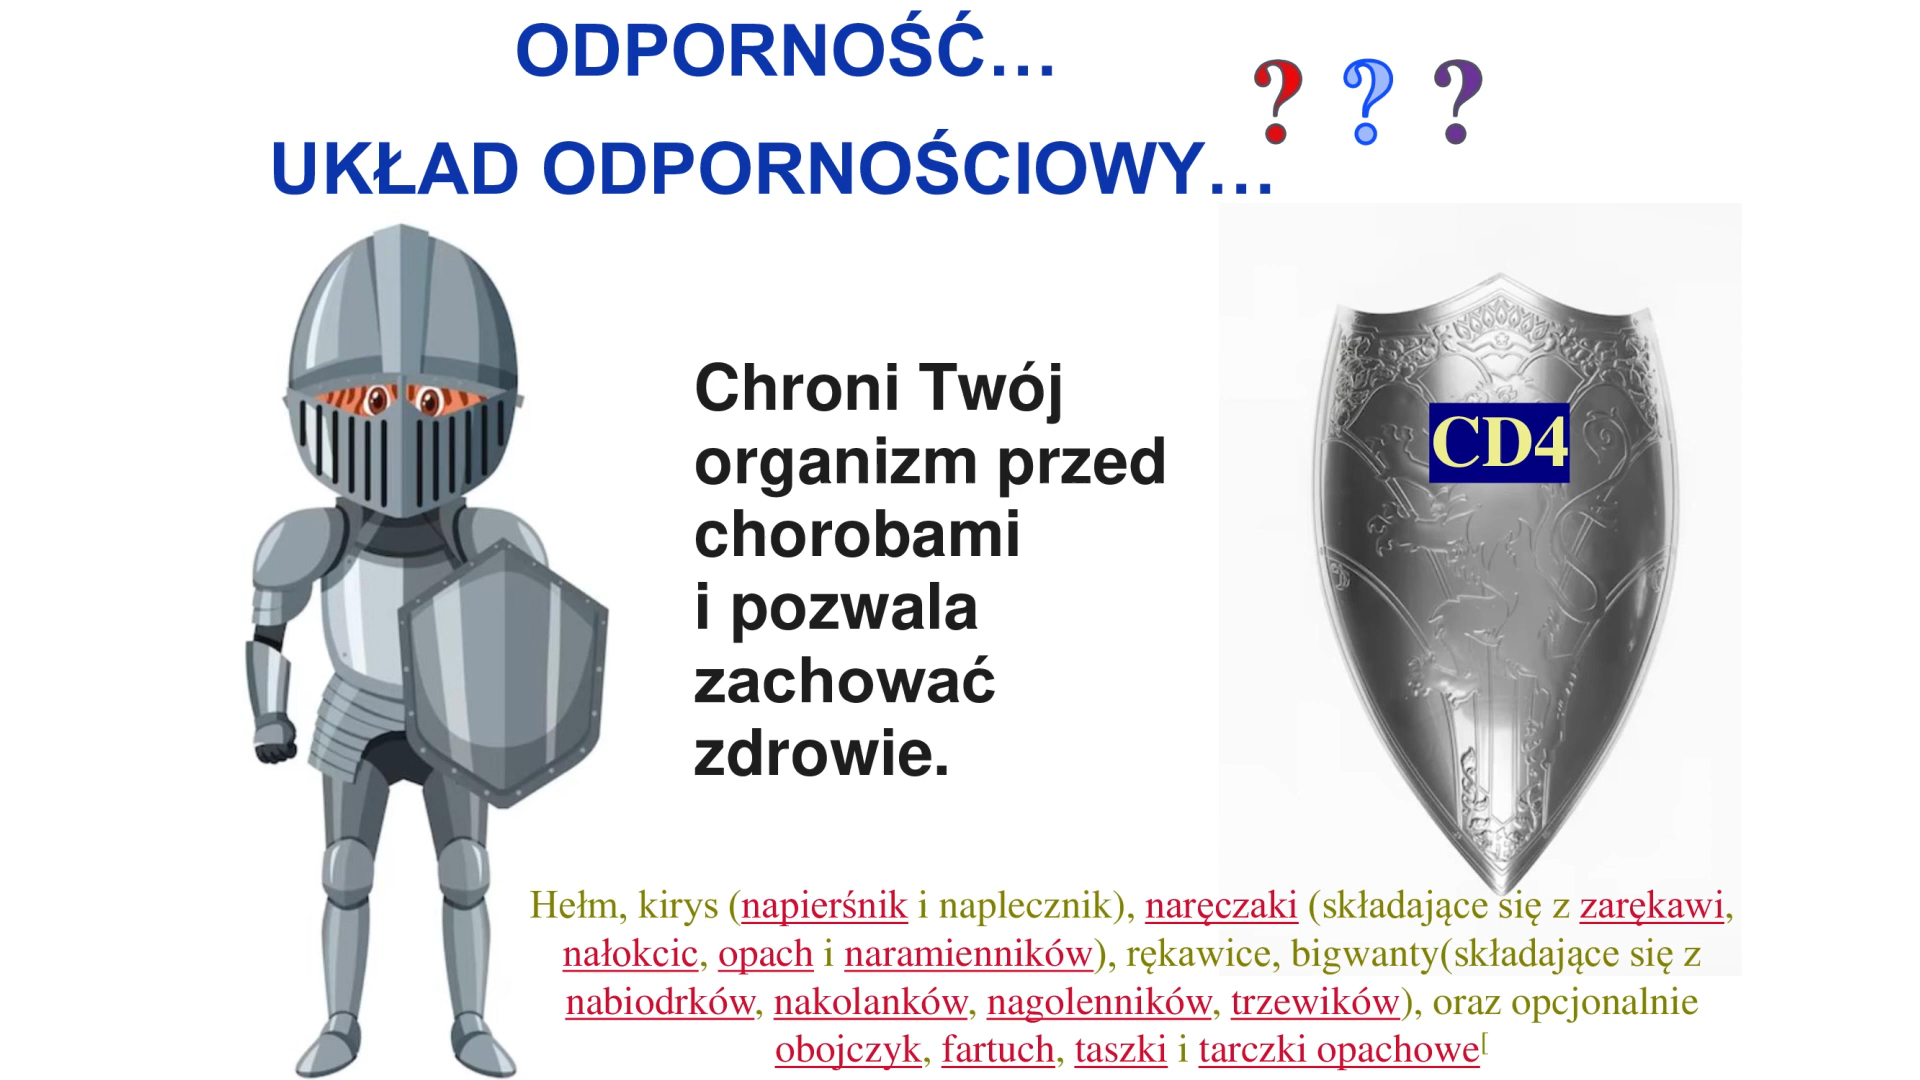 ODPORNOŚĆ…
? ? ?
UKŁAD ODPORNOŚCIOWY…
Chroni Twój
organizm przed
chorobami
i pozwala
zachować
zdrowie.
CD4
Hełm, kirys (napierśnik i naplecznik), naręczaki (składające się z zarękawi,
nałokcic, opach i naramienników), rękawice, bigwanty(składające się z
nabiodrków, nakolanków, nagolenników, trzewików), oraz opcjonalnie
obojczyk, fartuch, taszki i tarczki opachowe[